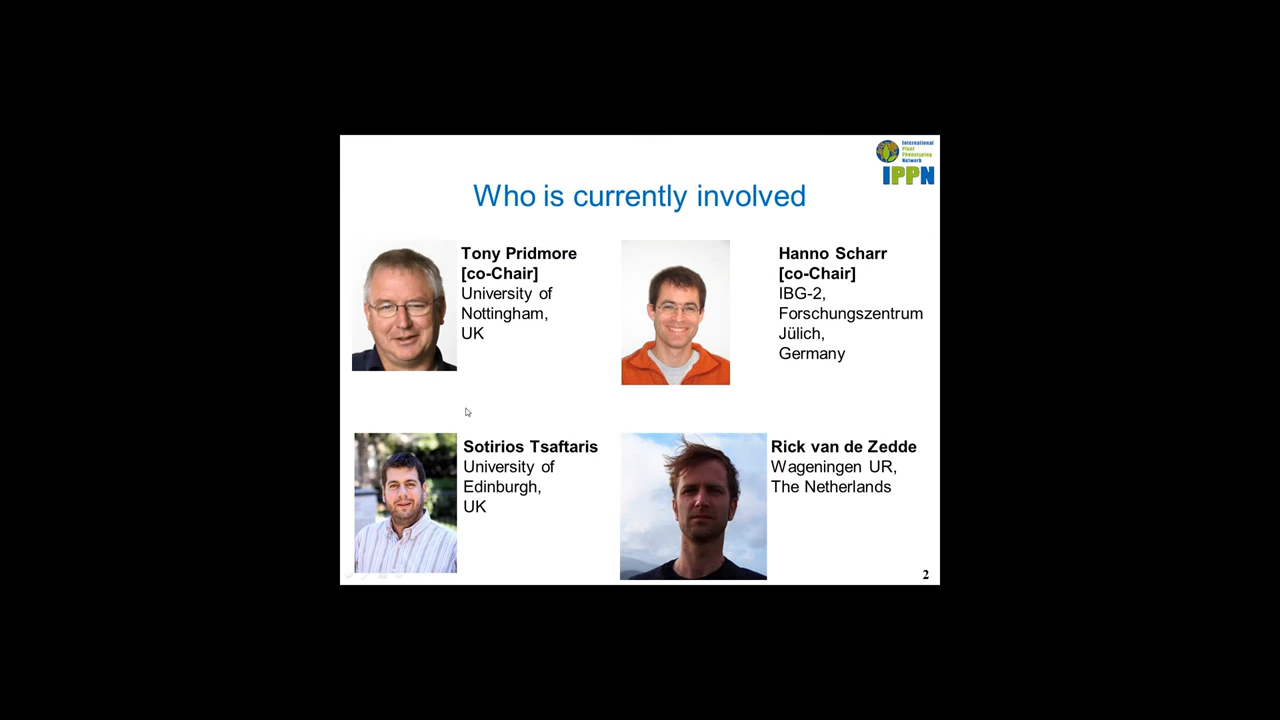 International
Plant
Phenotyping
Network
IPPN
Who is currently involved
Tony Pridmore
[co-Chair]
University of
Nottingham,
UK
Hanno Scharr
[co-Chair]
IBG-2,
Forschungszentrum
Jülich,
Germany
Sotirios Tsaftaris
University of
Edinburgh,
UK
Rick van de Zedde
Wageningen UR,
The Netherlands
2